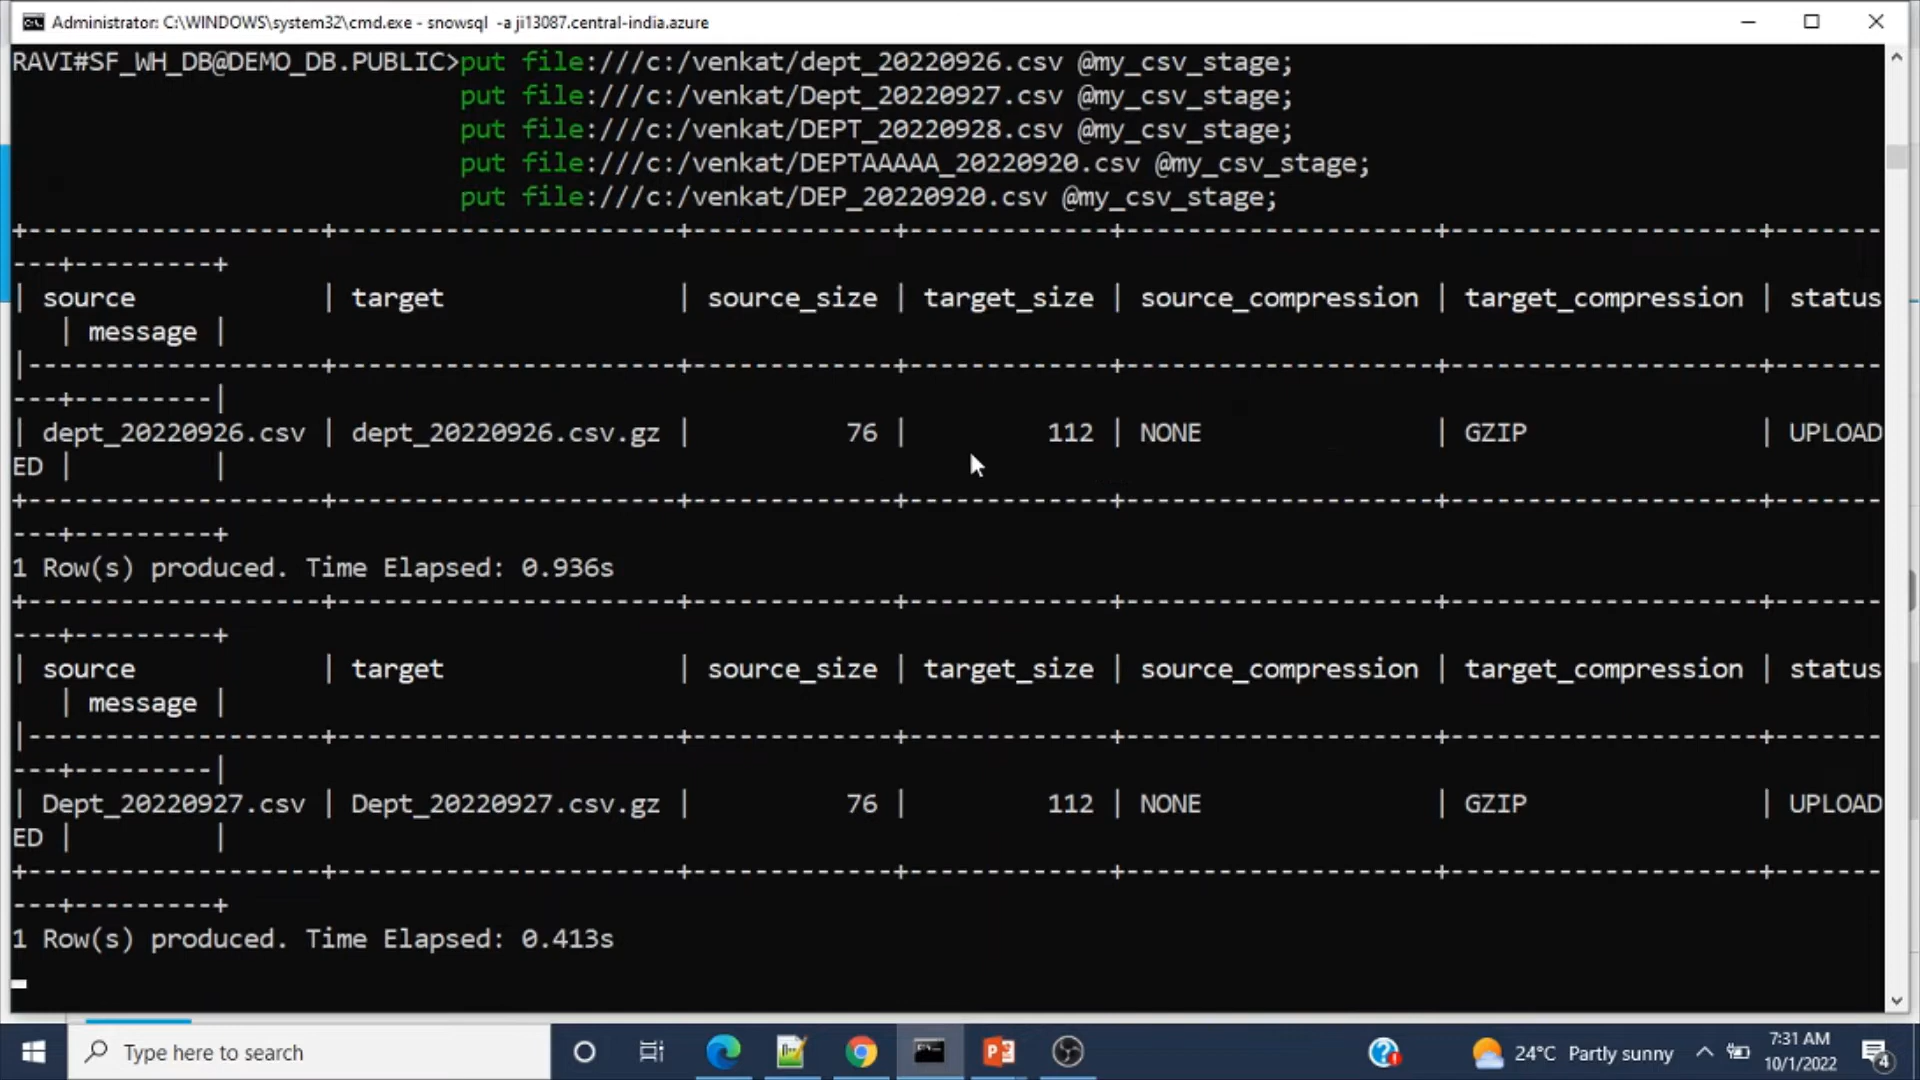 Administrator: C:\WINDOWS\system32\cmd.exe - snowsql  -a ji13087.central-india.azure
RAVI#SF_WH_DB@DEMO_DB.PUBLIC>put file:///c:/venkat/dept_20220926.csv @my_csv_stage;
put file:///c:/venkat/Dept_20220927.csv @my_csv_stage;
put file:///c:/venkat/DEPT_20220928.csv @my_csv_stage;
put file:///c:/venkat/DEPTAAAAA_20220920.csv @my_csv_stage;
put file:///c:/venkat/DEP_20220920.csv @my_csv_stage;
+-------------------+----------------------+-------------+-------------+--------------------+--------------------+-------
---+---------+
| source            | target               | source_size | target_size | source_compression | target_compression | status
   | message |
|-------------------+----------------------+-------------+-------------+--------------------+--------------------+-------
---+---------|
| dept_20220926.csv | dept_20220926.csv.gz |          76 |         112 | NONE               | GZIP               | UPLOAD
ED |         |
+-------------------+----------------------+-------------+-------------+--------------------+--------------------+-------
---+---------+
1 Row(s) produced. Time Elapsed: 0.936s
+-------------------+----------------------+-------------+-------------+--------------------+--------------------+-------
---+---------+
| source            | target               | source_size | target_size | source_compression | target_compression | status
   | message |
|-------------------+----------------------+-------------+-------------+--------------------+--------------------+-------
---+---------|
| Dept_20220927.csv | Dept_20220927.csv.gz |          76 |         112 | NONE               | GZIP               | UPLOAD
ED |         |
+-------------------+----------------------+-------------+-------------+--------------------+--------------------+-------
---+---------+
1 Row(s) produced. Time Elapsed: 0.413s
Type here to search
24°C Partly sunny
7:31 AM
10/1/2022
4